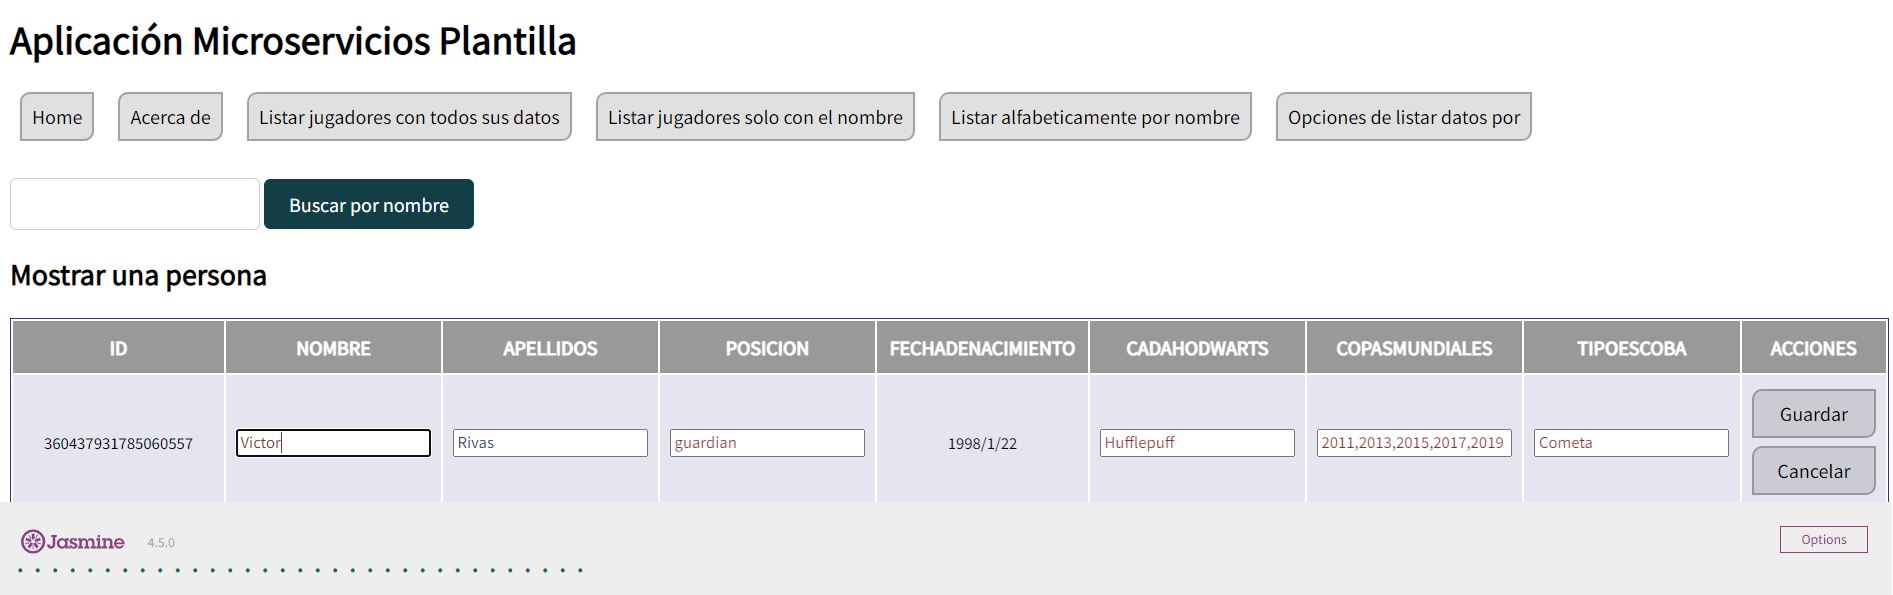 Aplicación Microservicios Plantilla
Home Acerca de Listar jugadores con todos sus datos Listar jugadores solo con el nombre Listar alfabeticamente por nombre Opciones de listar datos por
Buscar por nombre
Mostrar una persona
ID NOMBRE APELLIDOS POSICION FECHADENACIMIENTO CADAHODWARTS COPASMUNDIALES TIPOESCOBA ACCIONES
360437931785060557 Victor Rivas guardian 1998/1/22 Hufflepuff 2011,2013,2015,2017,2019 Cometa Guardar
Cancelar
Jasmine 4.5.0 Options